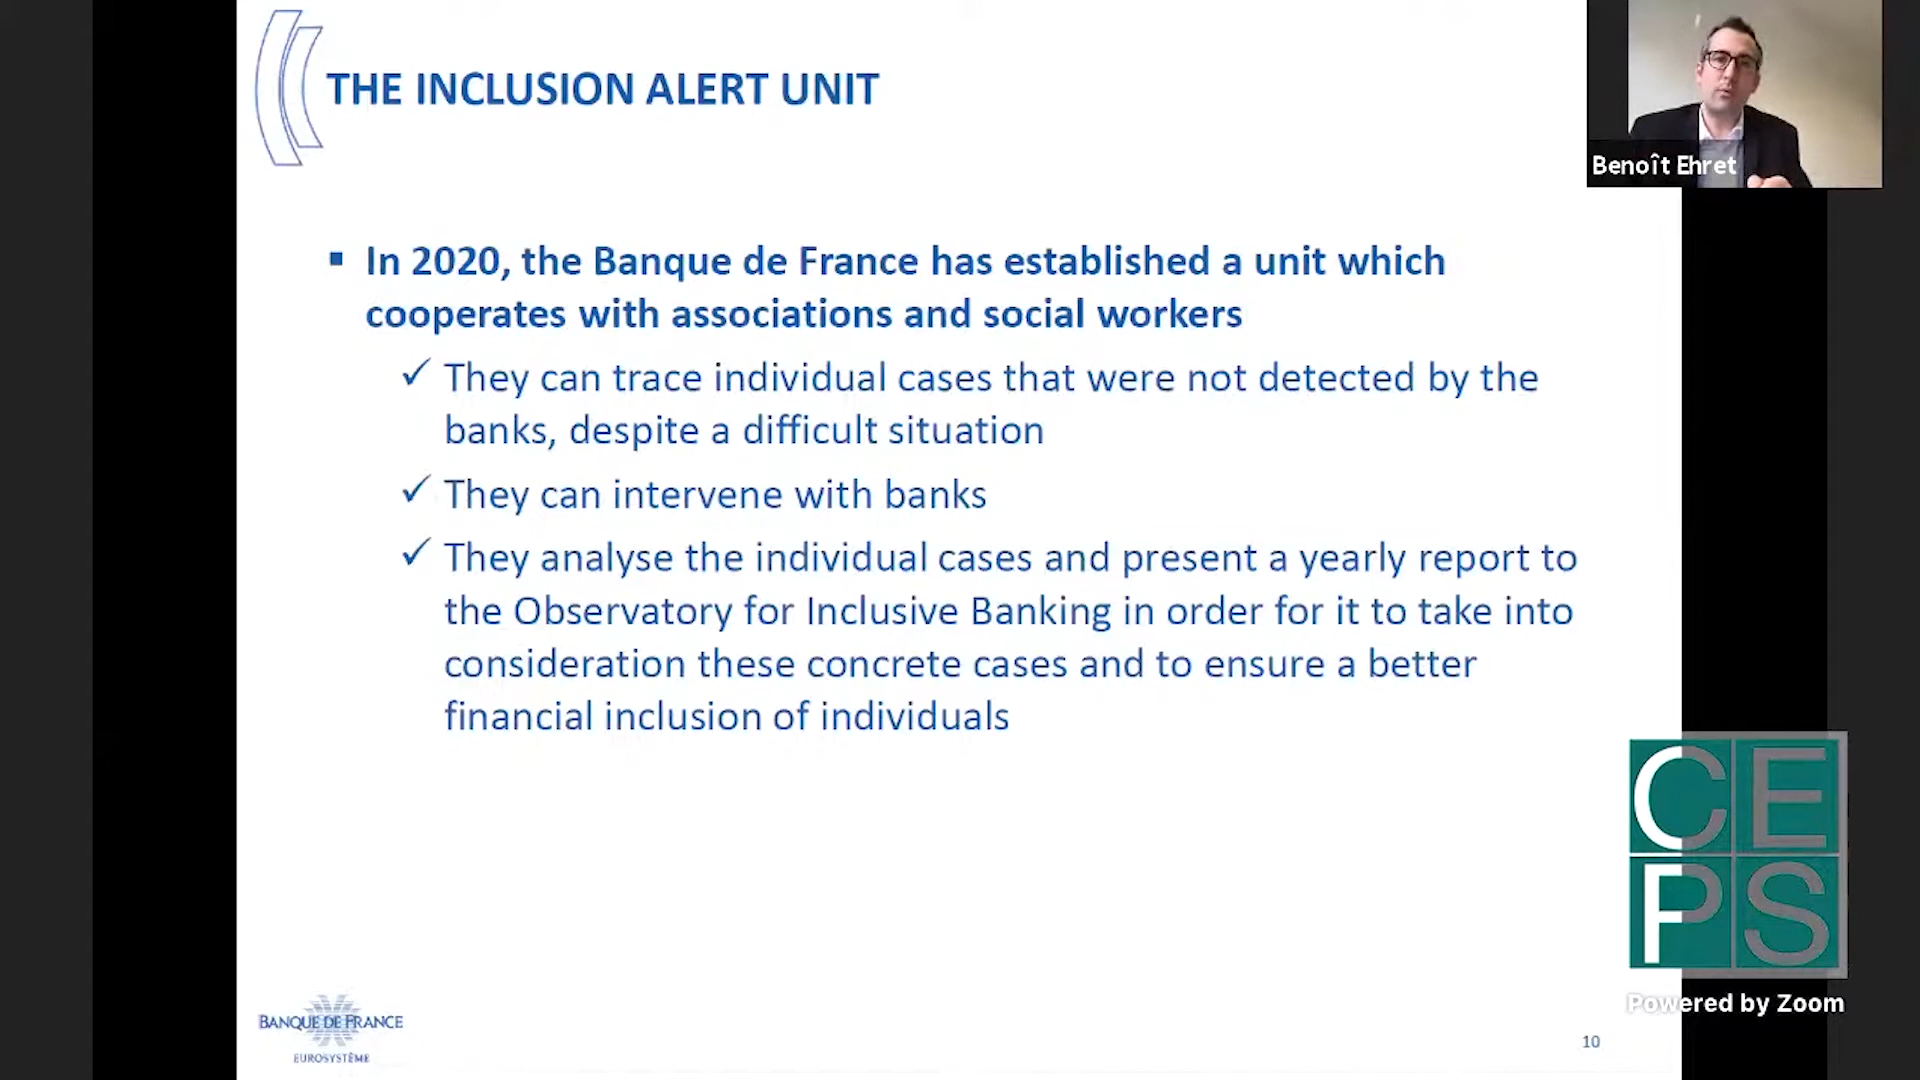 THE INCLUSION ALERT UNIT
Benoît Ehret
In 2020, the Banque de France has established a unit which
cooperates with associations and social workers
They can trace individual cases that were not detected by the
banks, despite a difficult situation
They can intervene with banks
They analyse the individual cases and present a yearly report to
the Observatory for Inclusive Banking in order for it to take into
consideration these concrete cases and to ensure a better
financial inclusion of individuals
CE
PS
Powered by Zoom
BANQUE DE FRANCE
EUROSYSTÈME
10